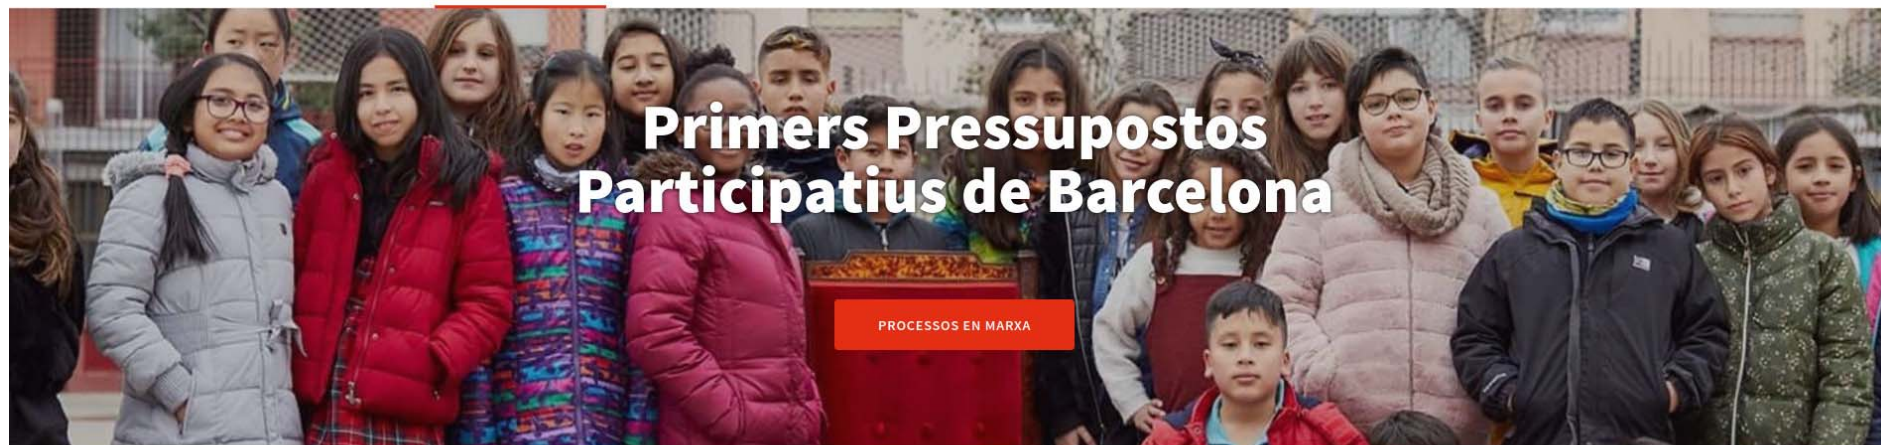 Primers Pressupostos
Participatius de Barcelona
PROCESSOS EN MARXA